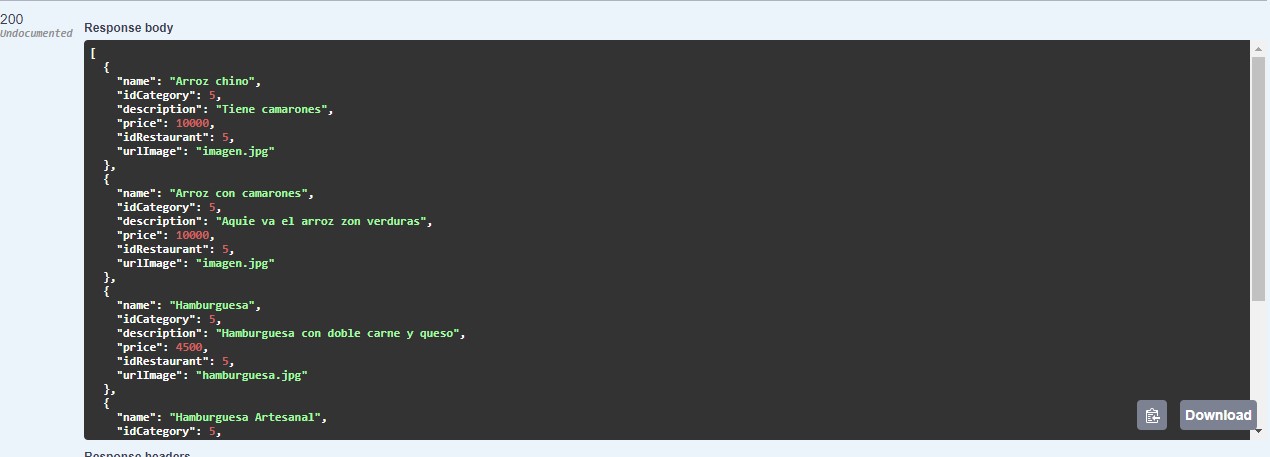 200
Undocumented
Response body
[
  {
    "name": "Arroz chino",
    "idCategory": 5,
    "description": "Tiene camarones",
    "price": 10000,
    "idRestaurant": 5,
    "urlImage": "imagen.jpg"
  },
  {
    "name": "Arroz con camarones",
    "idCategory": 5,
    "description": "Aquie va el arroz zon verduras",
    "price": 10000,
    "idRestaurant": 5,
    "urlImage": "imagen.jpg"
  },
  {
    "name": "Hamburguesa",
    "idCategory": 5,
    "description": "Hamburguesa con doble carne y queso",
    "price": 4500,
    "idRestaurant": 5,
    "urlImage": "hamburguesa.jpg"
  },
  {
    "name": "Hamburguesa Artesanal",
    "idCategory": 5,
Download
Response headers